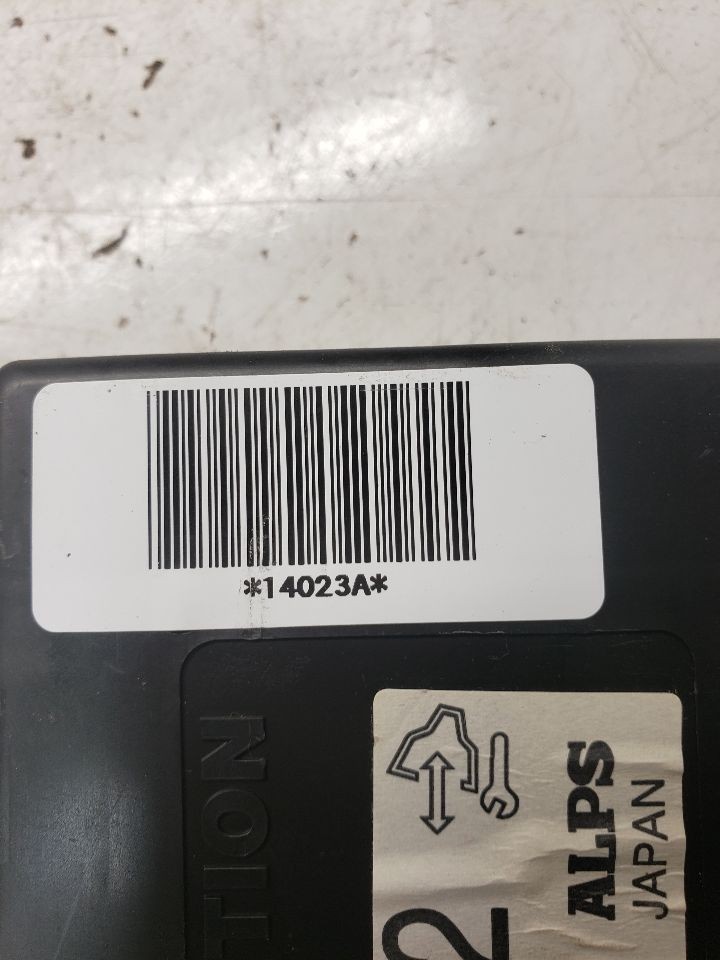 *14023A*
TION
2
ALPS
JAPAN